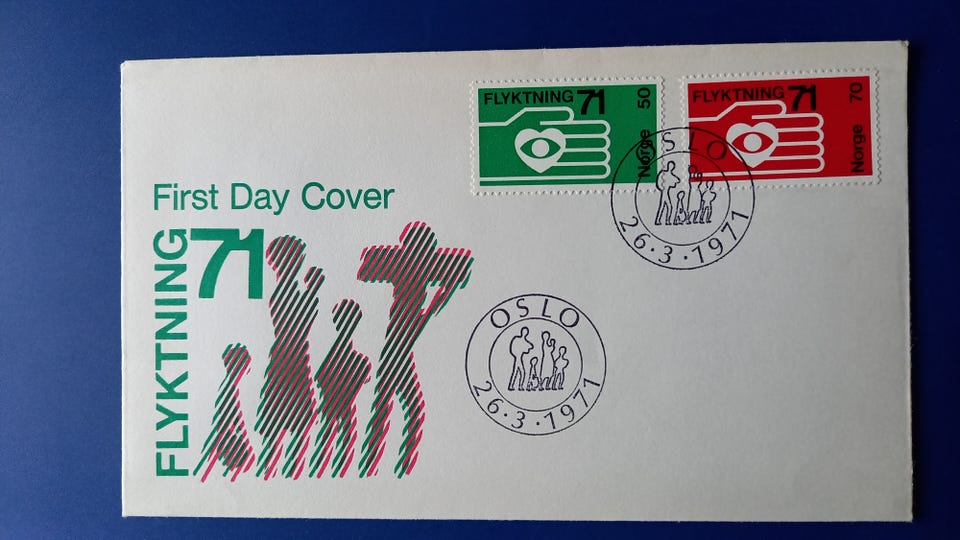 FLYKTNING 71
50
Norge
FLYKTNING 71
70
Norge
OSLO
26·3·1971
First Day Cover
FLYKTNING 71
OSLO
26·3·1971